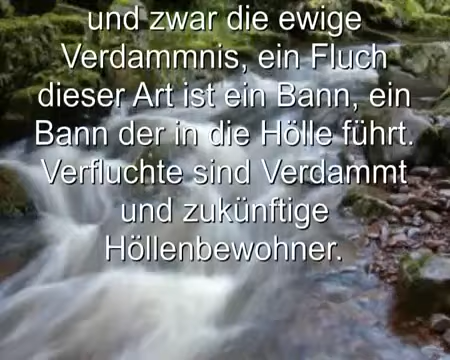 und zwar die ewige
Verdammnis, ein Fluch
dieser Art ist ein Bann, ein
Bann der in die Hölle führt.
Verfluchte sind Verdammt
und zukünftige
Höllenbewohner.